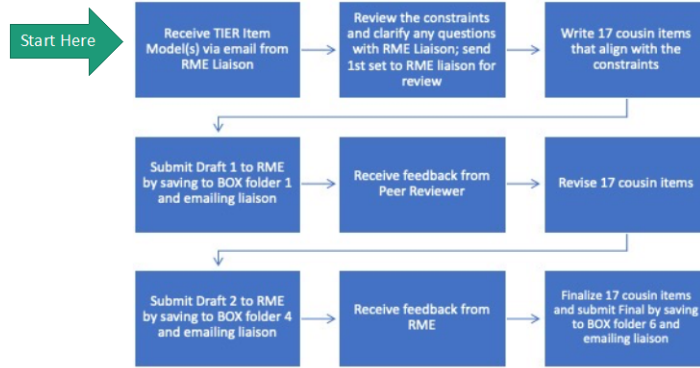 Start Here
Receive TIER Item
Model(s) via email from
RME Liaison
Review the constraints
and clarify any questions
with RME Liaison; send
1st set to RME liaison for
review
Write 17 cousin items
that align with the
constraints
Submit Draft 1 to RME
by saving to BOX folder 1
and emailing liaison
Receive feedback from
Peer Reviewer
Revise 17 cousin items
Submit Draft 2 to RME
by saving to BOX folder 4
and emailing liaison
Receive feedback from
RME
Finalize 17 cousin items
and submit Final by saving
to BOX folder 6 and
emailing liaison